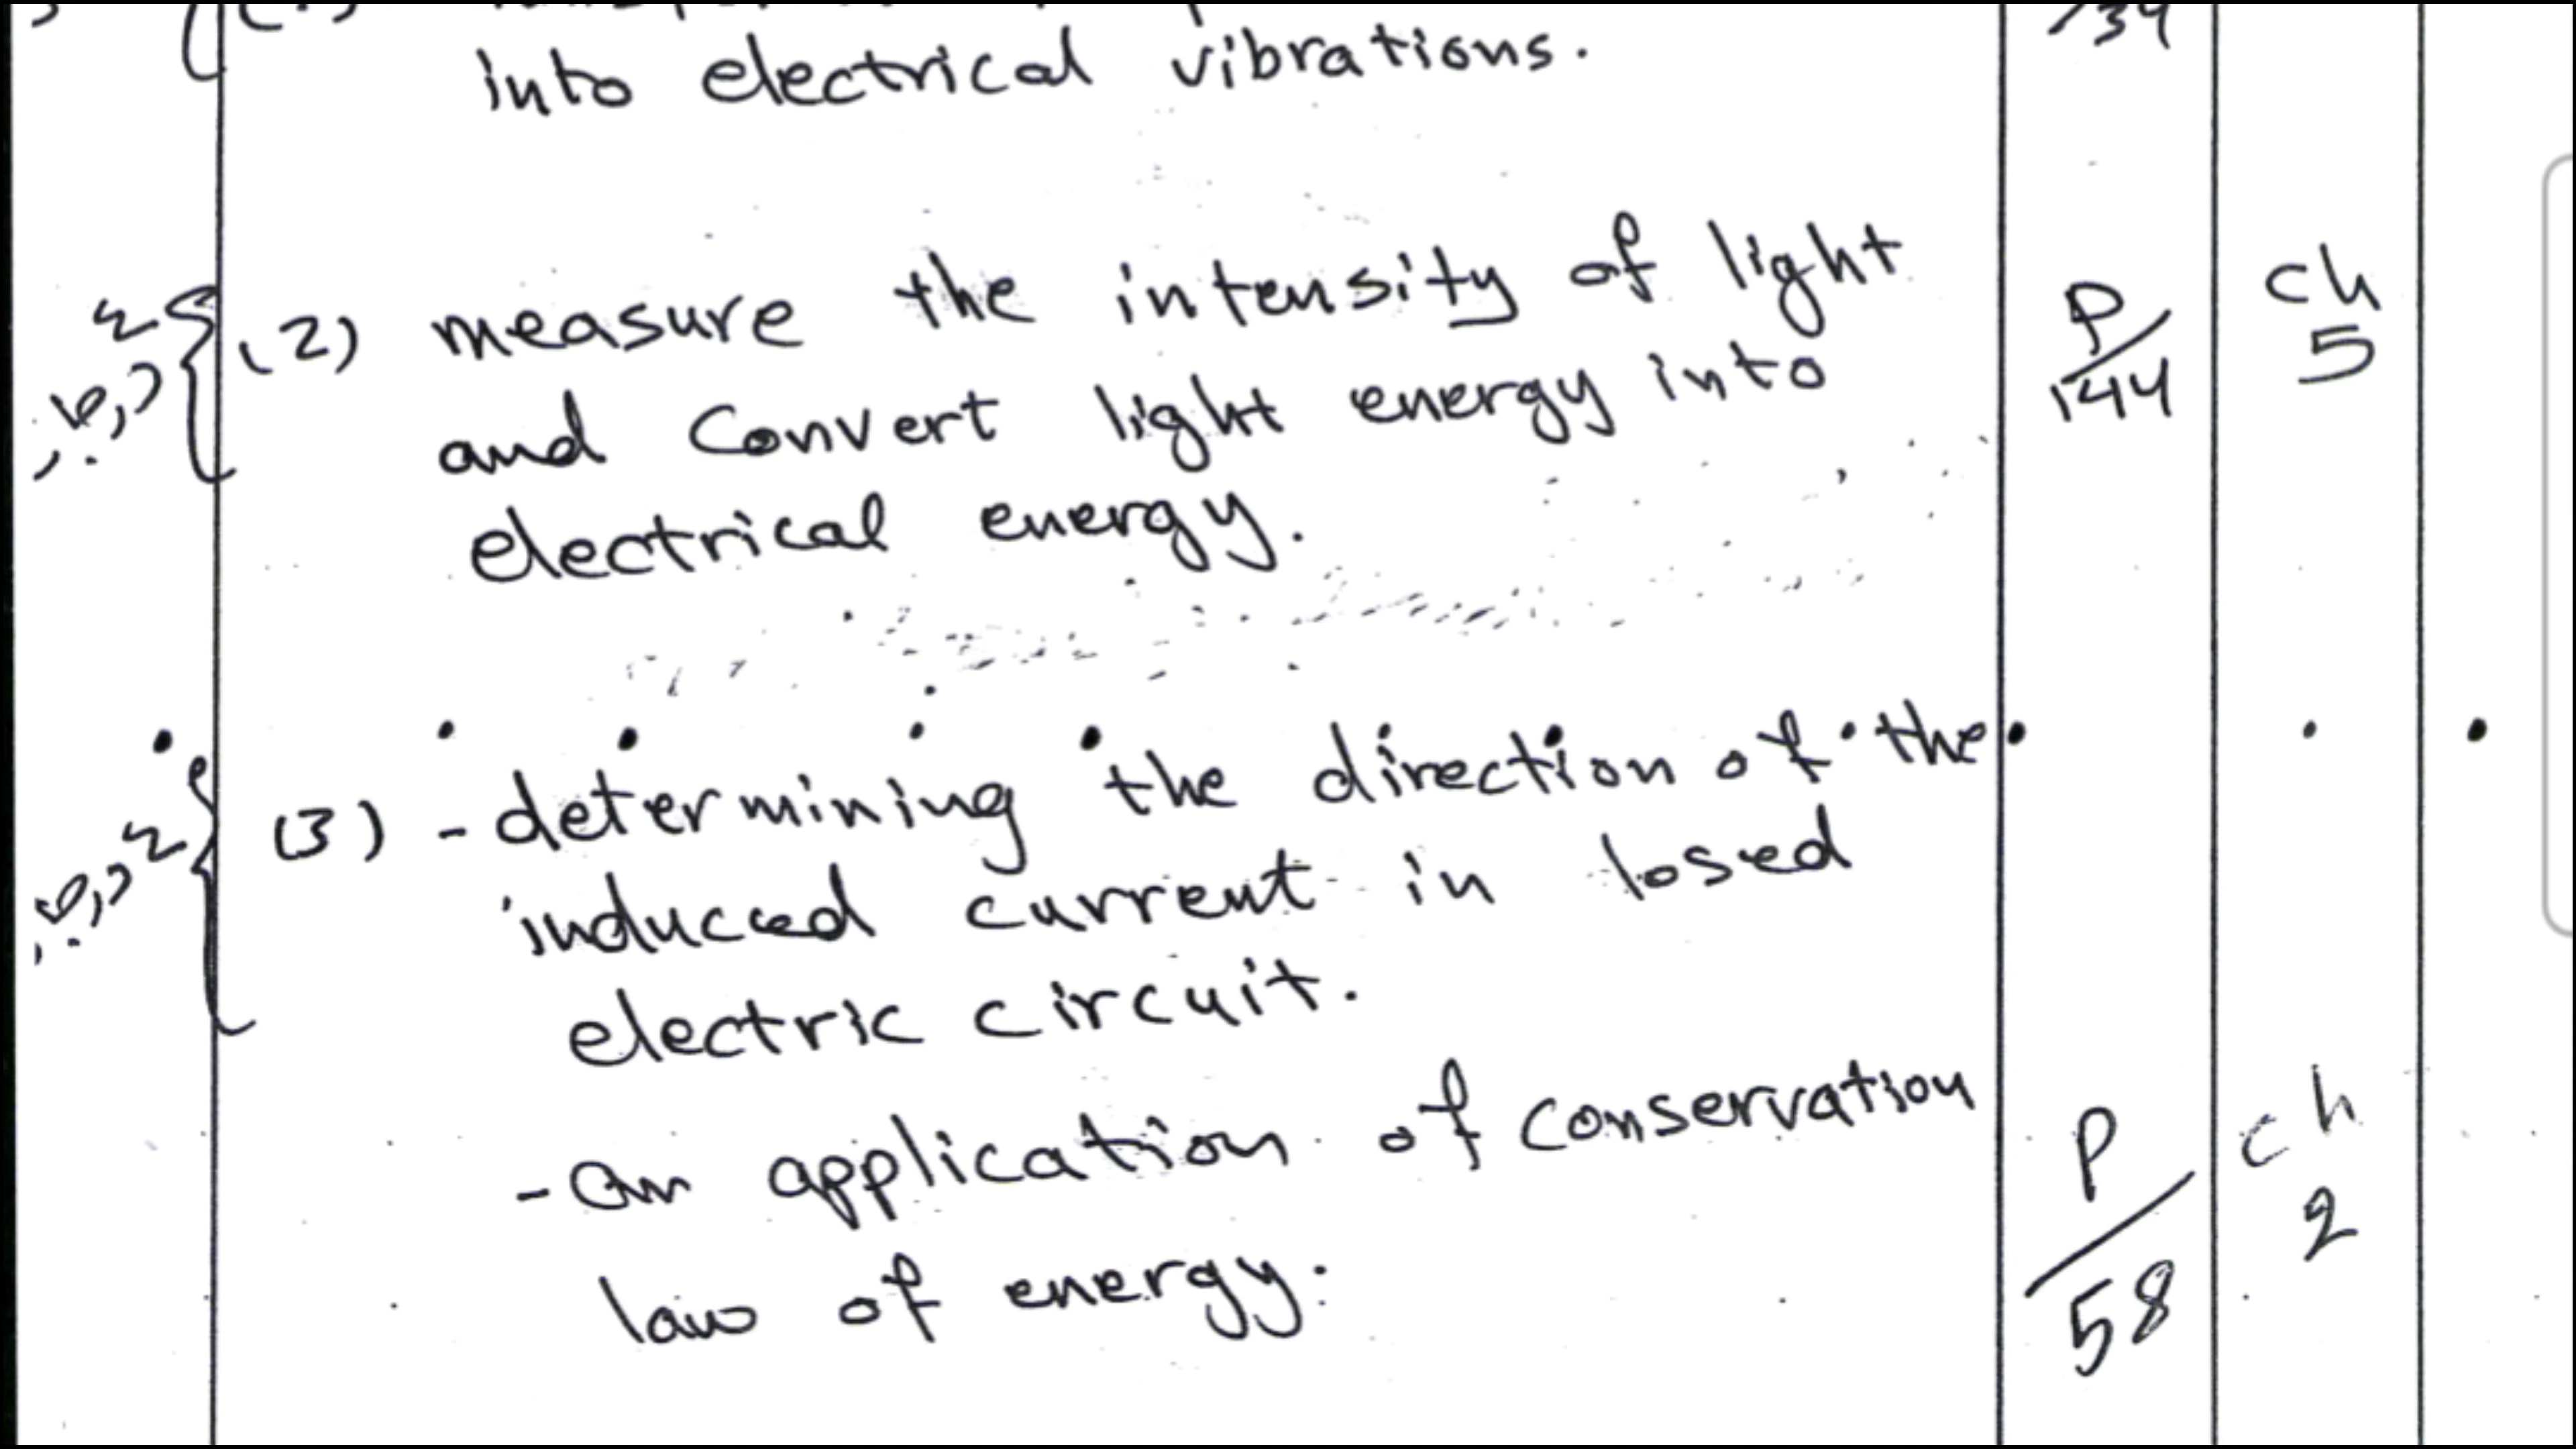 into electrical vibrations.
(2) measure the intensity of light
and Convert light energy into
electrical energy.
P/144
ch
5
(3) - determining the direction of the
induced current in losed
electric circuit.
- an application of conservation
law of energy.
P/58
ch
2